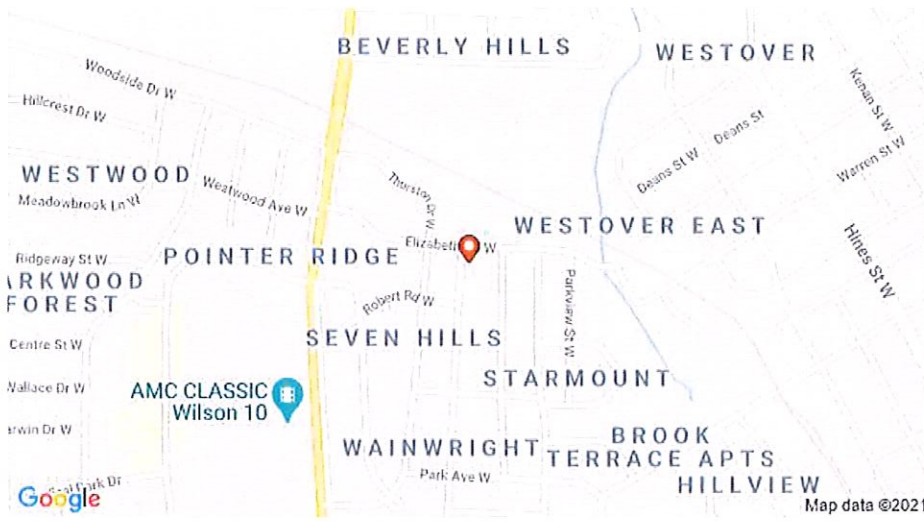 BEVERLY HILLS
WESTOVER
Woodside Dr W
Kenan St W
Hillcrest Dr W
Deans St
Deans St W
Warren St W
WESTWOOD
Thurston Dr W
Westwood Ave W
Meadowbrook Ln W
WESTOVER EAST
Hines St W
Ridgeway St W
POINTER RIDGE
W
ARKWOOD
FOREST
Robert Rd W
Parkview St W
Centre St W
SEVEN HILLS
STARMOUNT
Wallace Dr W
AMC CLASSIC
Wilson 10
arwin Dr W
WAINWRIGHT
BROOK
TERRACE APTS
Park Ave W
HILLVIEW
Park Dr
Google
Map data ©2021